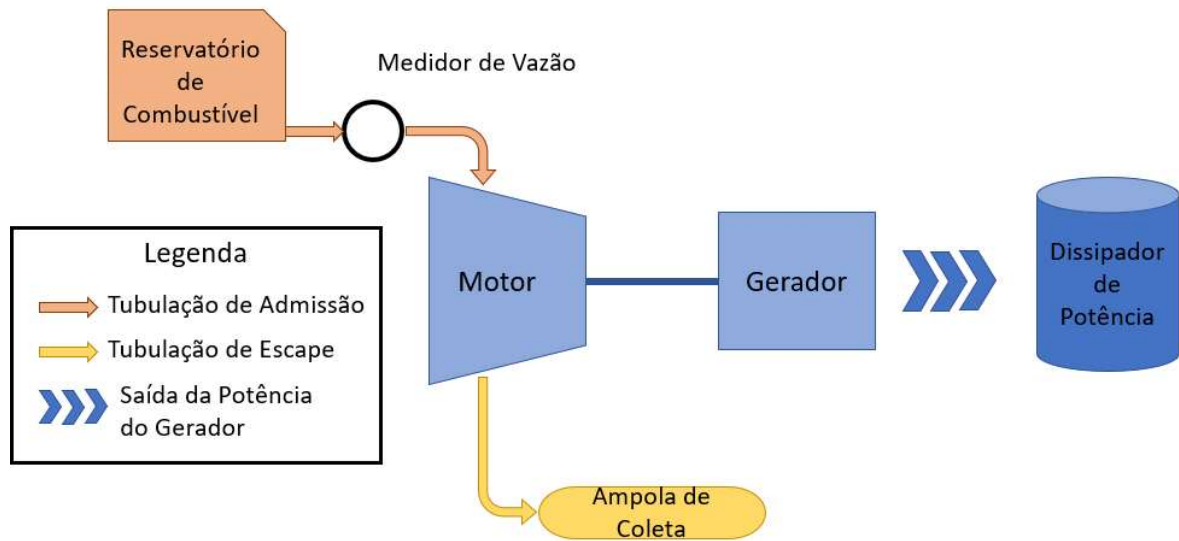 Reservatório
de
Combustível
Medidor de Vazão
Legenda
Tubulação de Admissão
Tubulação de Escape
Saída da Potência
do Gerador
Motor
Gerador
Dissipador
de
Potência
Ampola de
Coleta